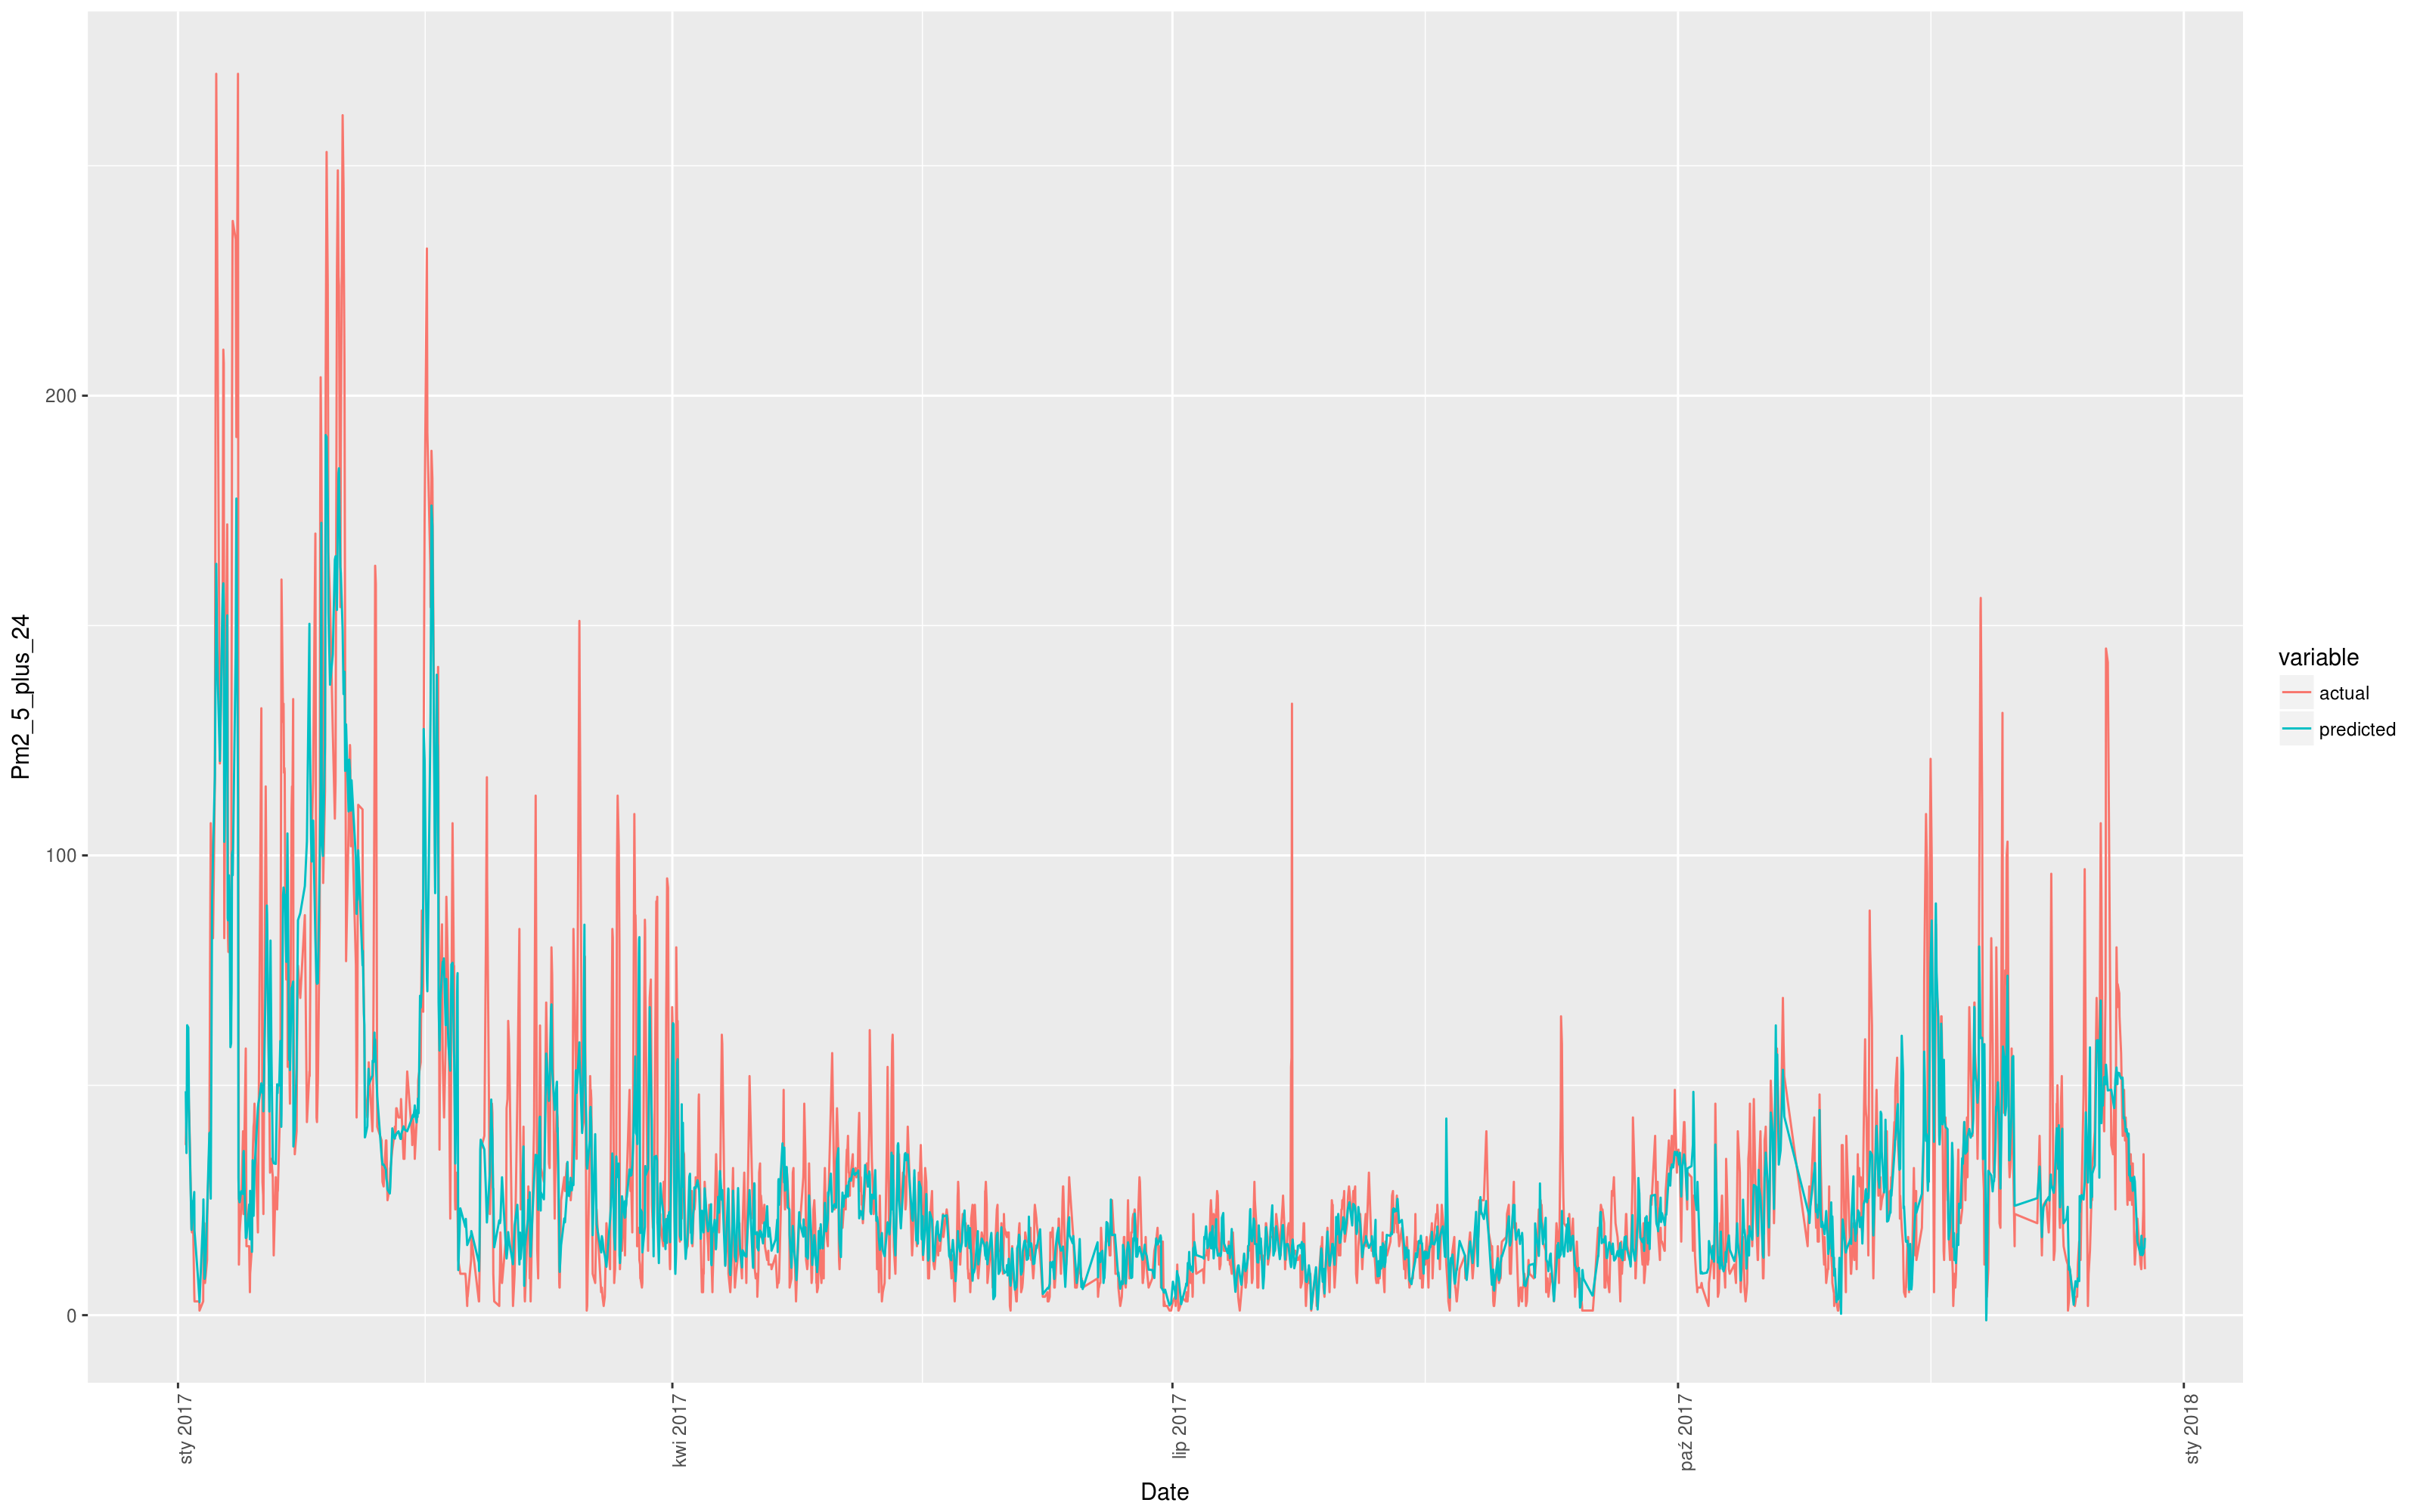 200
100
0
Pm2_5_plus_24
sty 2017
kwi 2017
lip 2017
paź 2017
sty 2018
Date
variable
actual
predicted